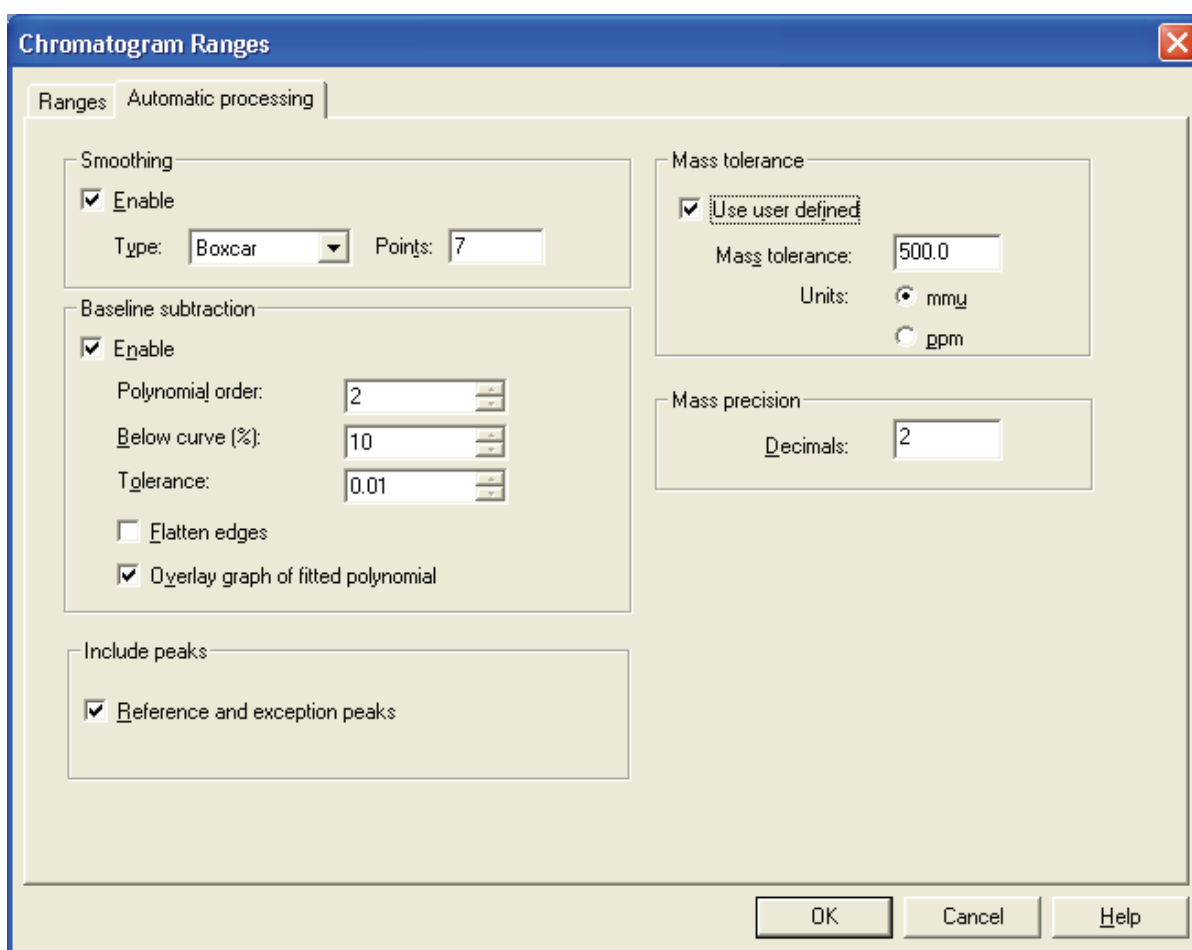 Chromatogram Ranges
Ranges
Automatic processing
Smoothing
Enable
Type: Boxcar Points: 7
Baseline subtraction
Enable
Polynomial order: 2
Below curve (%): 10
Tolerance: 0.01
Flatten edges
Overlay graph of fitted polynomial
Include peaks
Reference and exception peaks
Mass tolerance
Use user defined
Mass tolerance: 500.0
Units: mmu
ppm
Mass precision
Decimals: 2
OK
Cancel
Help